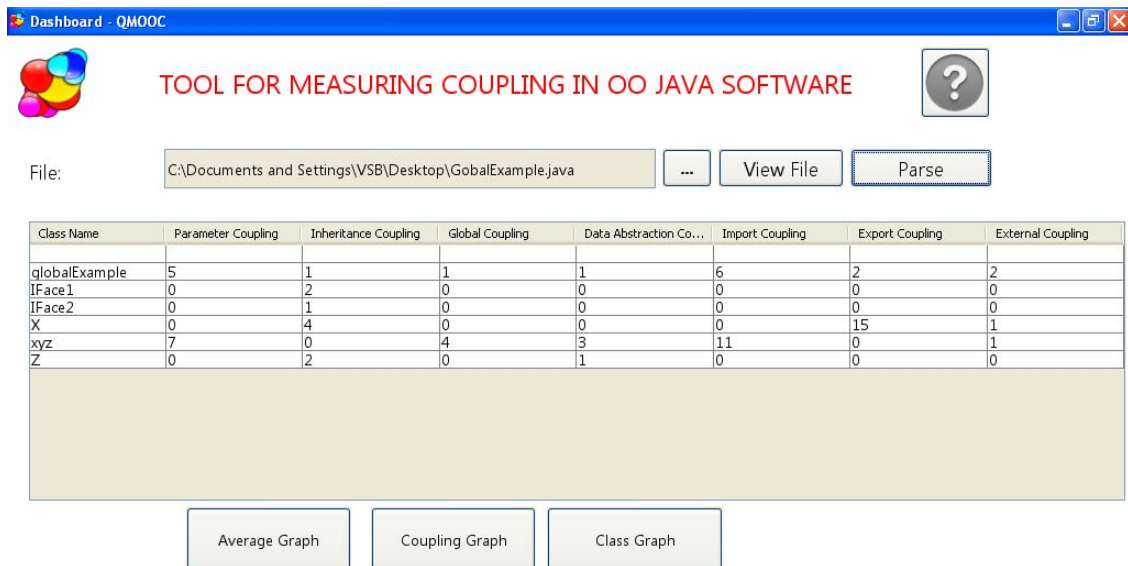 Dashboard - QMOOC
TOOL FOR MEASURING COUPLING IN OO JAVA SOFTWARE
?
File: C:\Documents and Settings\VSB\Desktop\GobalExample.java ... View File Parse
Class Name Parameter Coupling Inheritance Coupling Global Coupling Data Abstraction Co... Import Coupling Export Coupling External Coupling
globalExample 5 1 1 1 6 2 2
IFace1 0 2 0 0 0 0 0
IFace2 0 1 0 0 0 0 0
X 0 4 0 0 0 15 1
xyz 7 0 4 3 11 0 1
Z 0 2 0 1 0 0 0
Average Graph Coupling Graph Class Graph